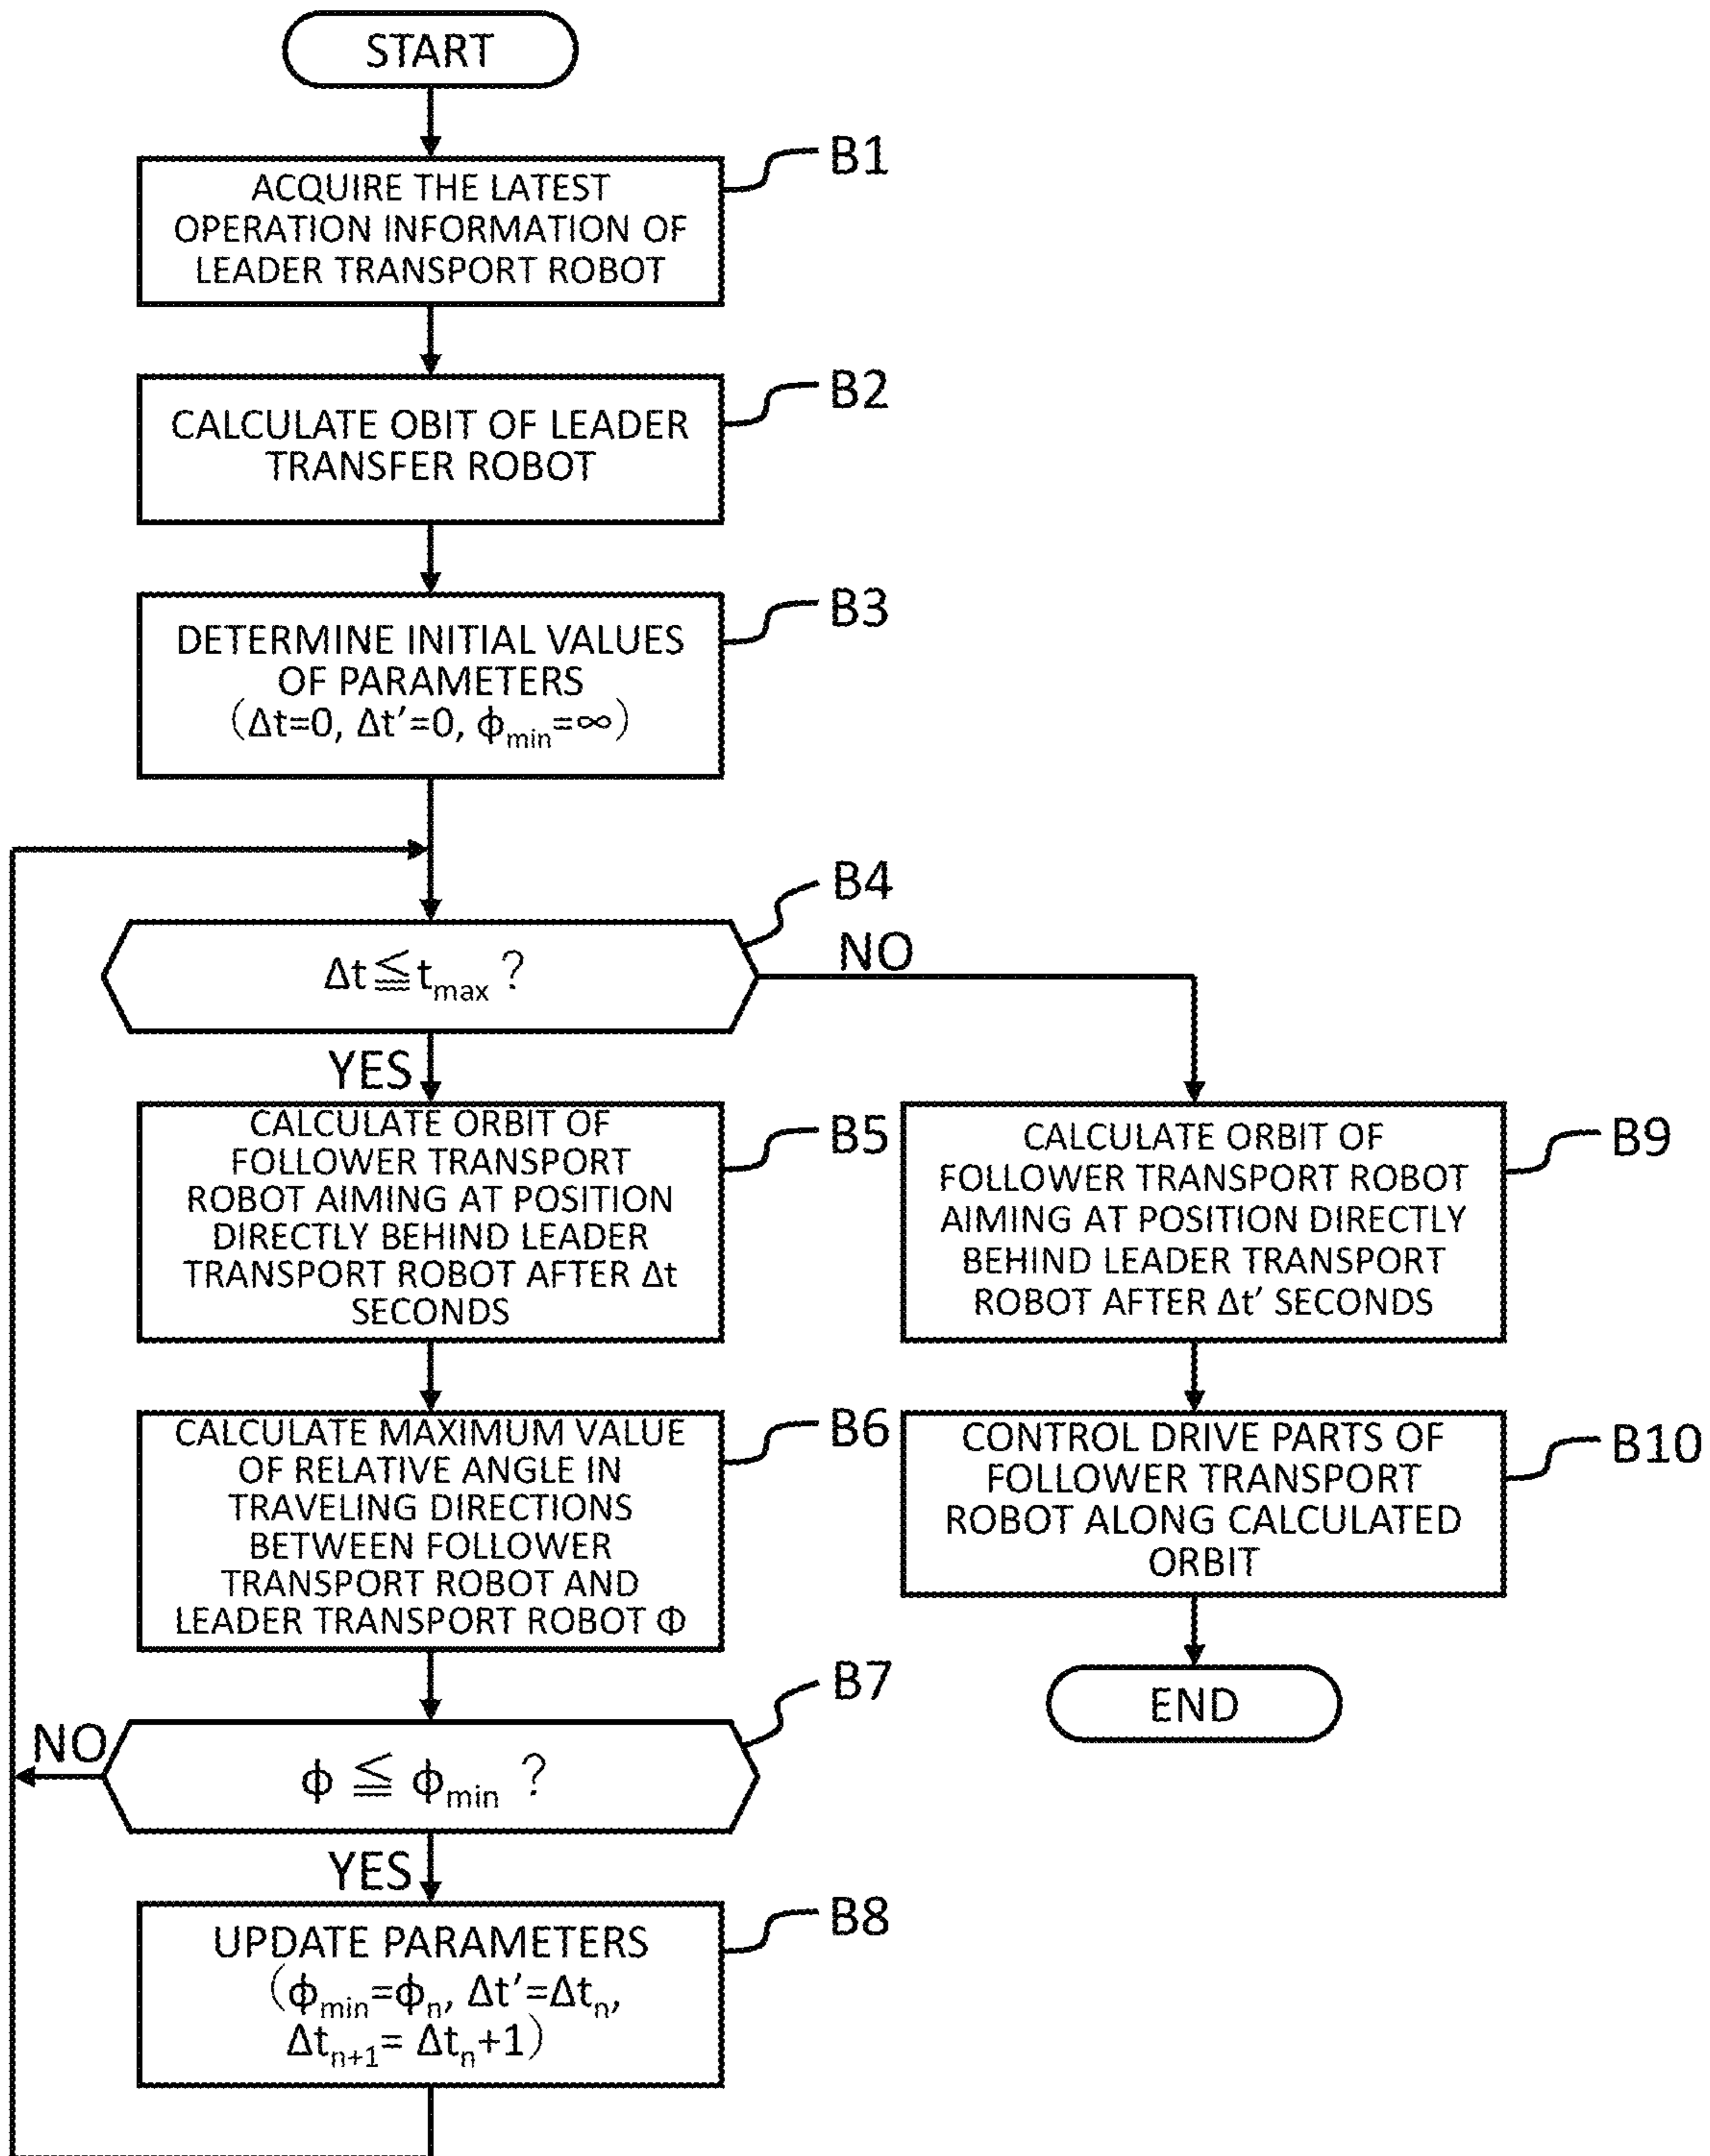 START
B1
ACQUIRE THE LATEST
OPERATION INFORMATION OF
LEADER TRANSPORT ROBOT
B2
CALCULATE OBIT OF LEADER
TRANSFER ROBOT
B3
DETERMINE INITIAL VALUES
OF PARAMETERS
(Δt=0, Δt’=0, ϕmin=∞)
B4
Δt≦tmax ?
NO
YES
B5
CALCULATE ORBIT OF
FOLLOWER TRANSPORT
ROBOT AIMING AT POSITION
DIRECTLY BEHIND LEADER
TRANSPORT ROBOT AFTER Δt
SECONDS
B6
CALCULATE MAXIMUM VALUE
OF RELATIVE ANGLE IN
TRAVELING DIRECTIONS
BETWEEN FOLLOWER
TRANSPORT ROBOT AND
LEADER TRANSPORT ROBOT Φ
B7
NO
ϕ ≦ ϕmin ?
YES
B8
UPDATE PARAMETERS
(ϕmin=ϕn, Δt’=Δtn,
Δtn+1= Δtn+1)
B9
CALCULATE ORBIT OF
FOLLOWER TRANSPORT ROBOT
AIMING AT POSITION DIRECTLY
BEHIND LEADER TRANSPORT
ROBOT AFTER Δt’ SECONDS
B10
CONTROL DRIVE PARTS OF
FOLLOWER TRANSPORT
ROBOT ALONG CALCULATED
ORBIT
END